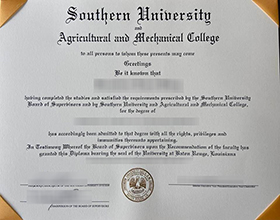 Southern University
and
Agricultural and Mechanical College
to all persons to whom these presents may come
Greetings
Be it known that
having completed the studies and satisfied the requirements prescribed by the Southern University
Board of Supervisors and by Southern University and Agricultural and Mechanical College,
for the degree of
has accordingly been admitted to that degree with all the rights, privileges and
immunities thereunto appertaining.
In Testimony Whereof the Board of Supervisors upon the Recommendation of the faculty has
granted this Diploma bearing the seal of the University at Baton Rouge, Louisiana